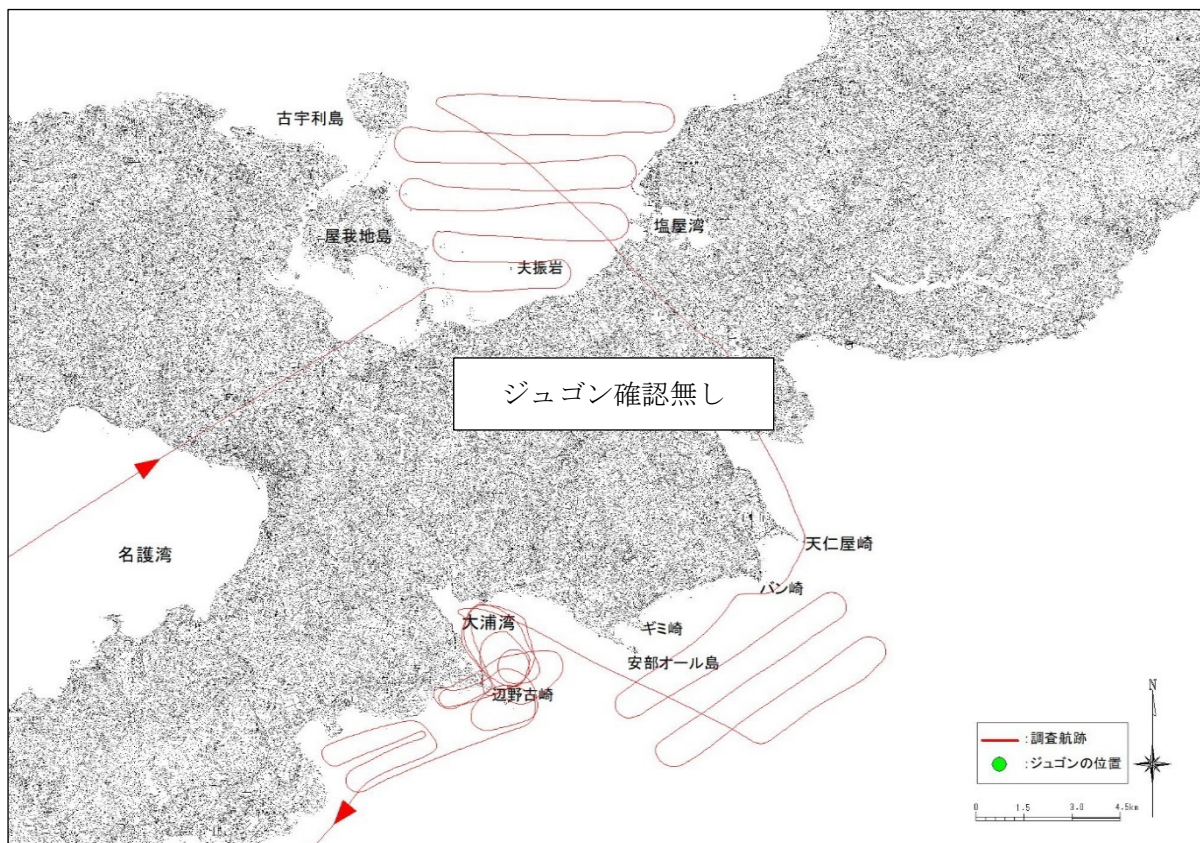 古宇利島
屋我地島
塩屋湾
夫振岩
ジュゴン確認無し
名護湾
天仁屋崎
バン崎
大浦湾
ギミ崎
安部オール島
辺野古崎
N
:調査航跡
:ジュゴンの位置
0 1.5 3.0 4.5km